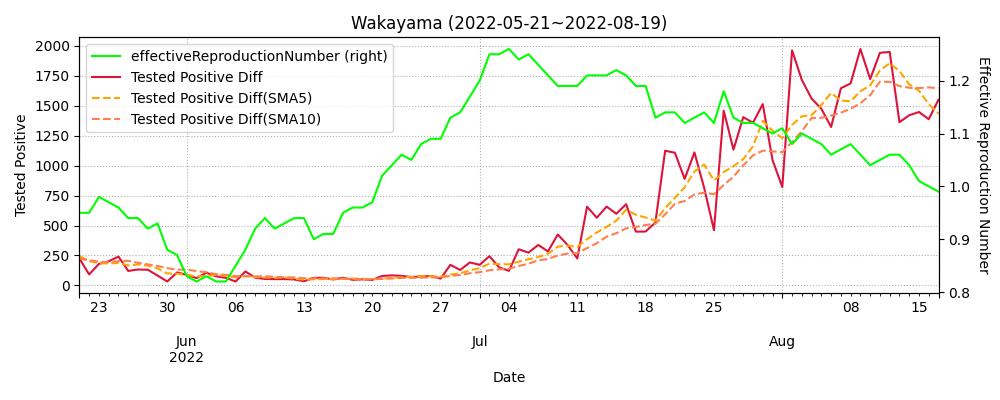 Wakayama (2022-05-21~2022-08-19)
effectiveReproductionNumber (right)
Tested Positive Diff
Tested Positive Diff(SMA5)
Tested Positive Diff(SMA10)
Tested Positive
2000
1750
1500
1250
1000
750
500
250
0
Effective Reproduction Number
1.2
1.1
1.0
0.9
0.8
23 30 06 13 20 27 04 11 18 25 08 15
Jun Jul Aug
2022
Date